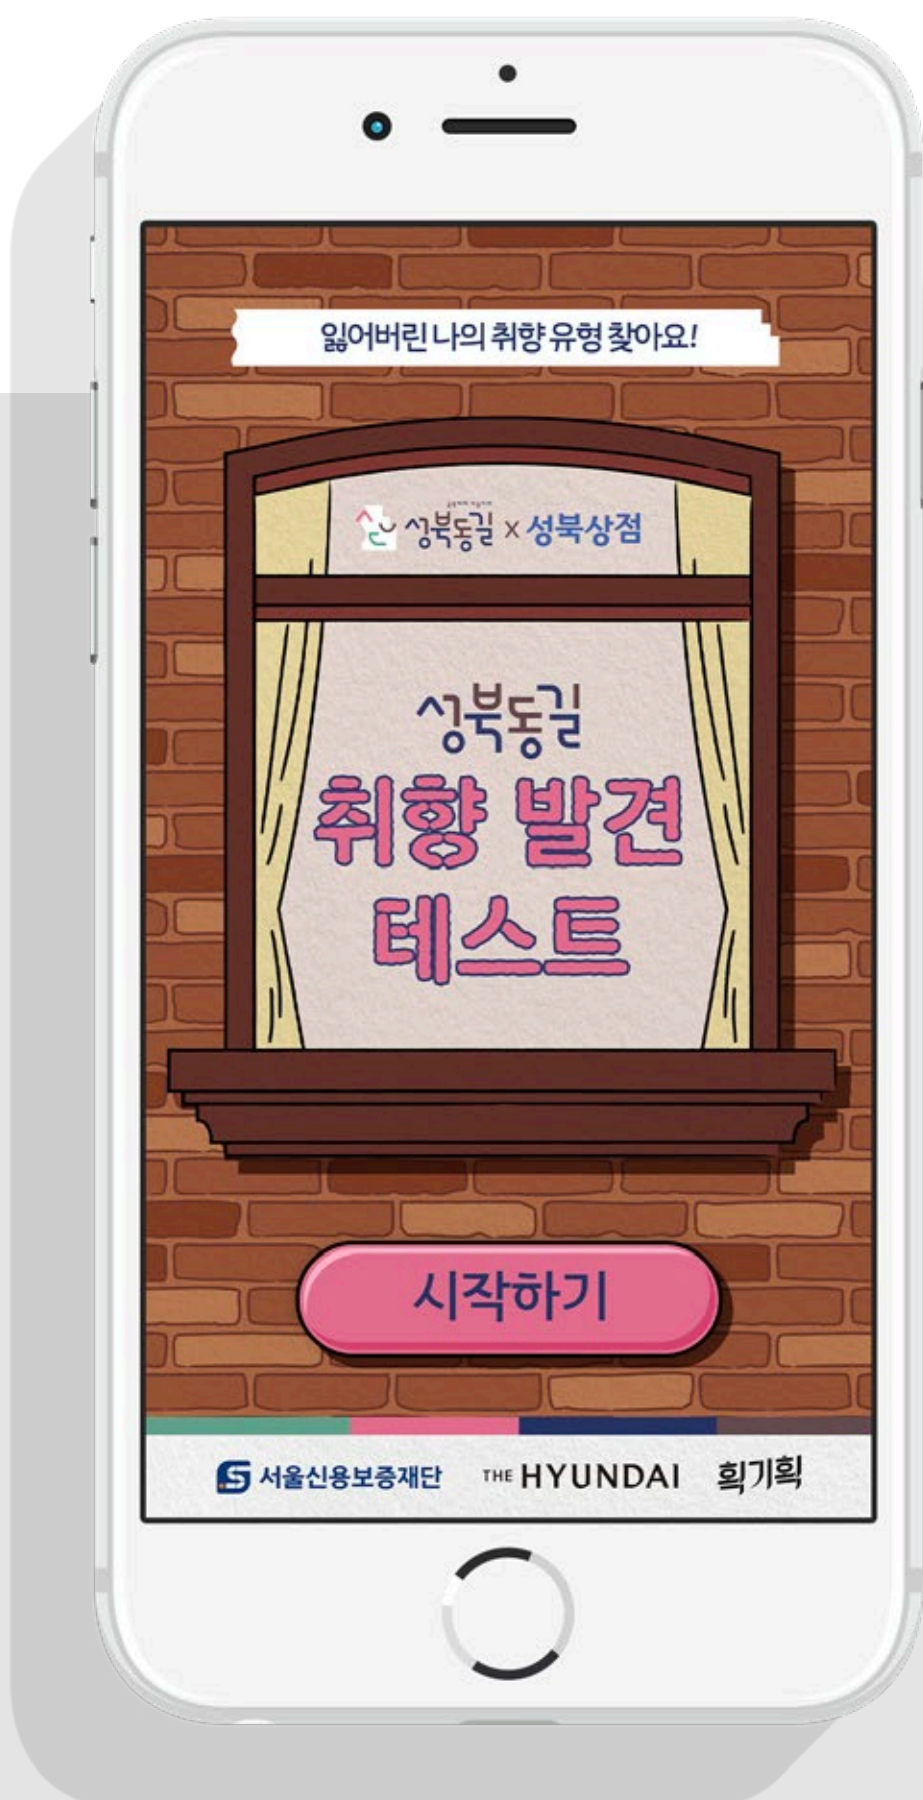 잃어버린 나의 취향 유형 찾아요!
성북동길 x 성북상점
성북동길
취향 발견
테스트
시작하기
서울신용보증재단 THE HYUNDAI 획기획